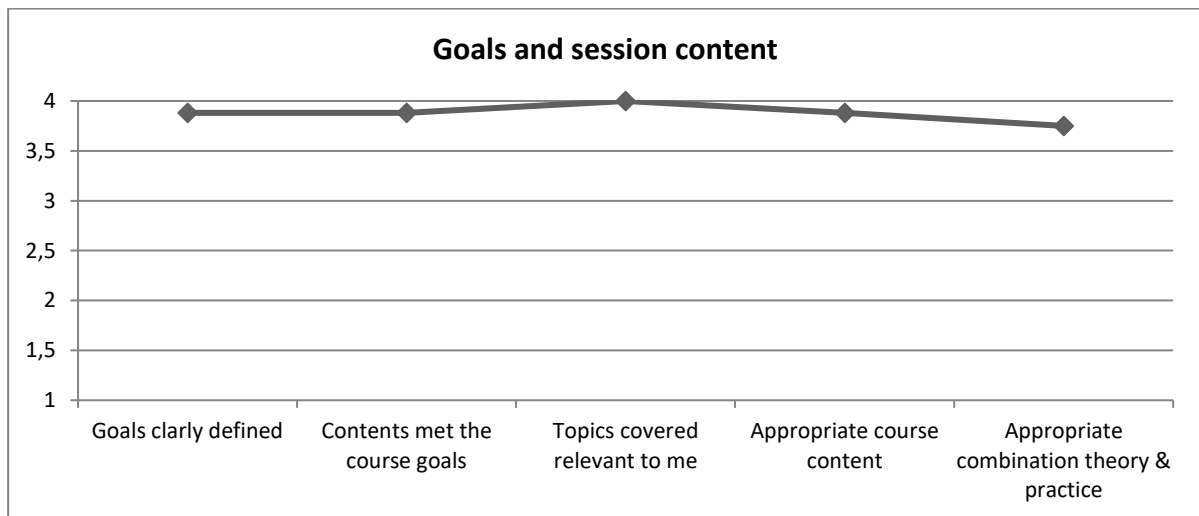 Goals and session content
4
3,5
3
2,5
2
1,5
1
Goals clarly defined
Contents met the
course goals
Topics covered
relevant to me
Appropriate course
content
Appropriate
combination theory &
practice